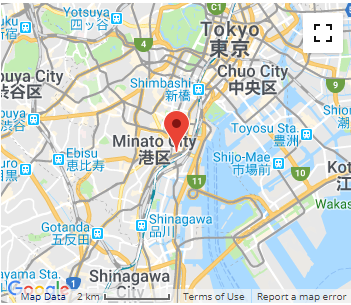 Yotsuya Sta.
四ッ谷
C1
Tokyo
東京
4
Shimbashi
新橋
Chuo City
中央区
buya City
渋谷区
Minato City
港区
Toyosu Sta.
豊洲
Ebisu
恵比寿
Shijo-Mae
市場前
11
Wakas
Gotanda
五反田
Shinagawa
品川
Shinagawa
City
Google
1
Map Data
2 km
Terms of Use
Report a map error